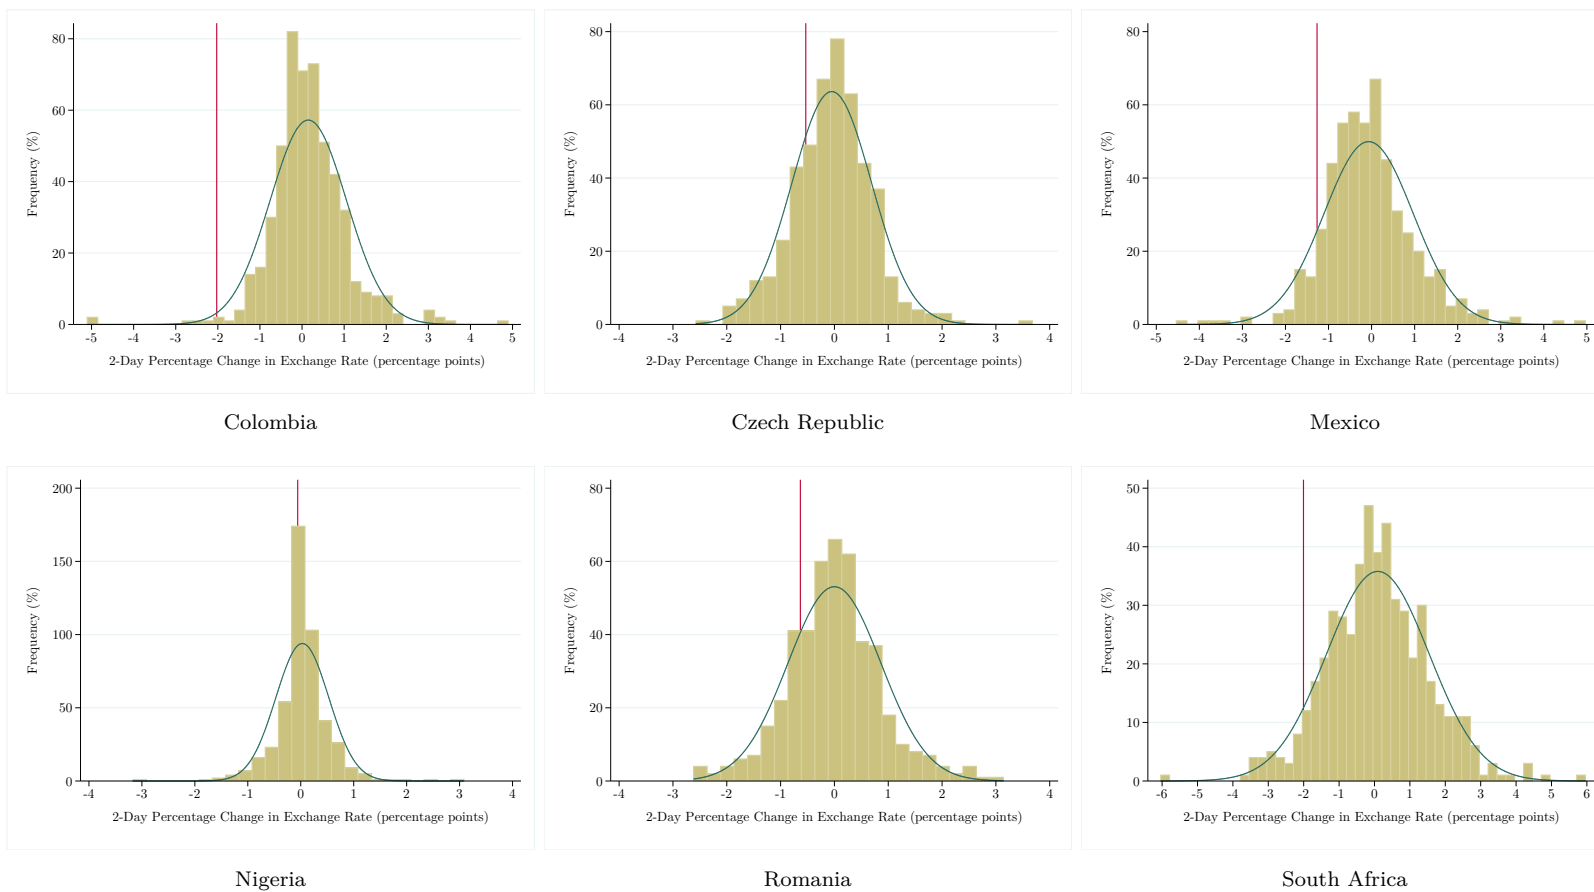 80
60
40
20
0
Frequency (%)
-5 -4 -3 -2 -1 0 1 2 3 4 5
2-Day Percentage Change in Exchange Rate (percentage points)
Colombia
80
60
40
20
0
Frequency (%)
-4 -3 -2 -1 0 1 2 3 4
2-Day Percentage Change in Exchange Rate (percentage points)
Czech Republic
80
60
40
20
0
Frequency (%)
-5 -4 -3 -2 -1 0 1 2 3 4 5
2-Day Percentage Change in Exchange Rate (percentage points)
Mexico
200
150
100
50
0
Frequency (%)
-4 -3 -2 -1 0 1 2 3 4
2-Day Percentage Change in Exchange Rate (percentage points)
Nigeria
80
60
40
20
0
Frequency (%)
-4 -3 -2 -1 0 1 2 3 4
2-Day Percentage Change in Exchange Rate (percentage points)
Romania
50
40
30
20
10
0
Frequency (%)
-6 -5 -4 -3 -2 -1 0 1 2 3 4 5 6
2-Day Percentage Change in Exchange Rate (percentage points)
South Africa